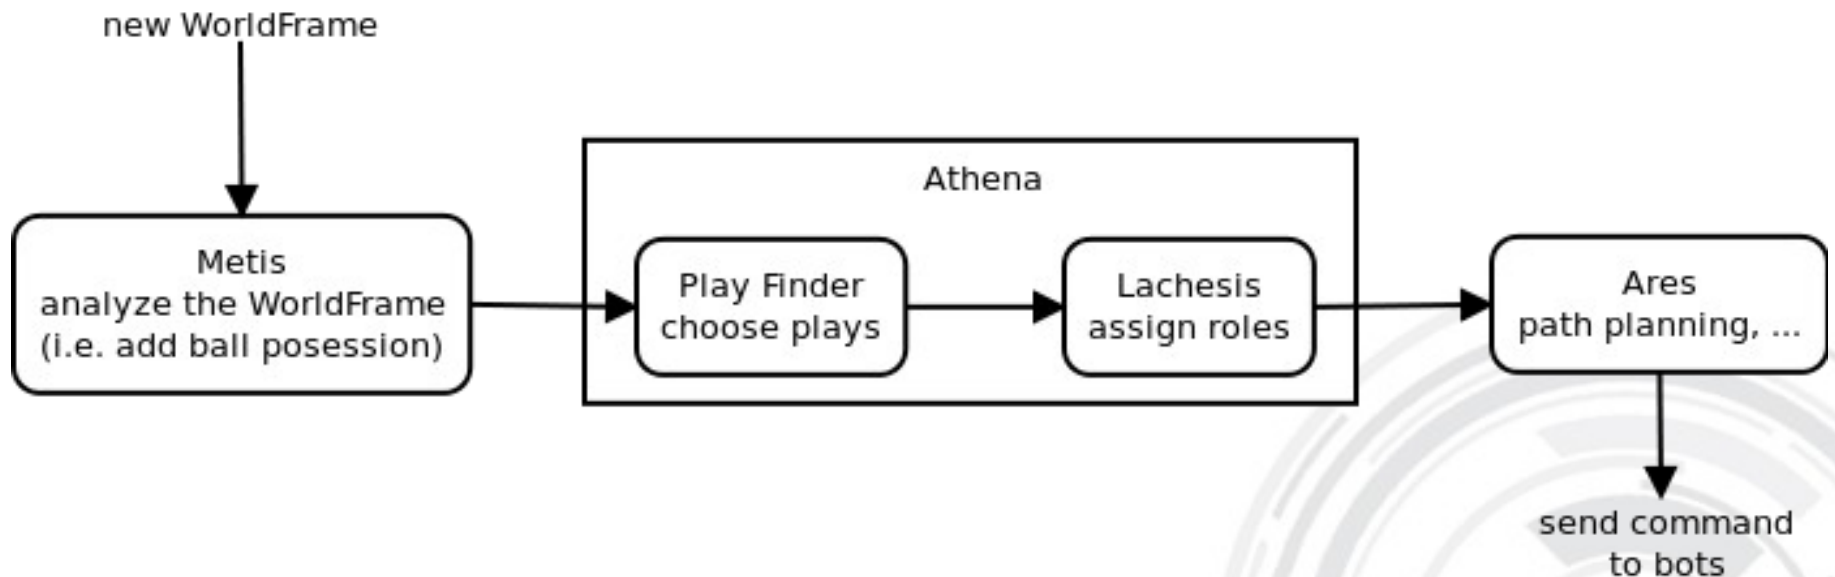 new WorldFrame
Metis
analyze the WorldFrame
(i.e. add ball posession)
Athena
Play Finder
choose plays
Lachesis
assign roles
Ares
path planning, ...
send command
to bots